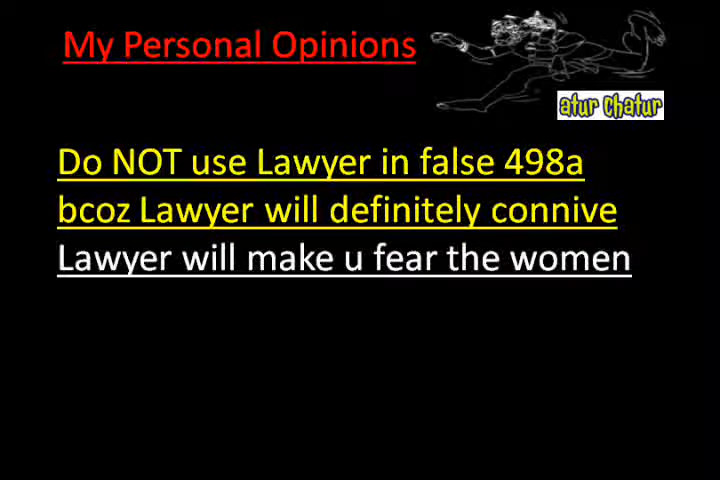 My Personal Opinions
atur chatur
Do NOT use Lawyer in false 498a
bcoz Lawyer will definitely connive
Lawyer will make u fear the women